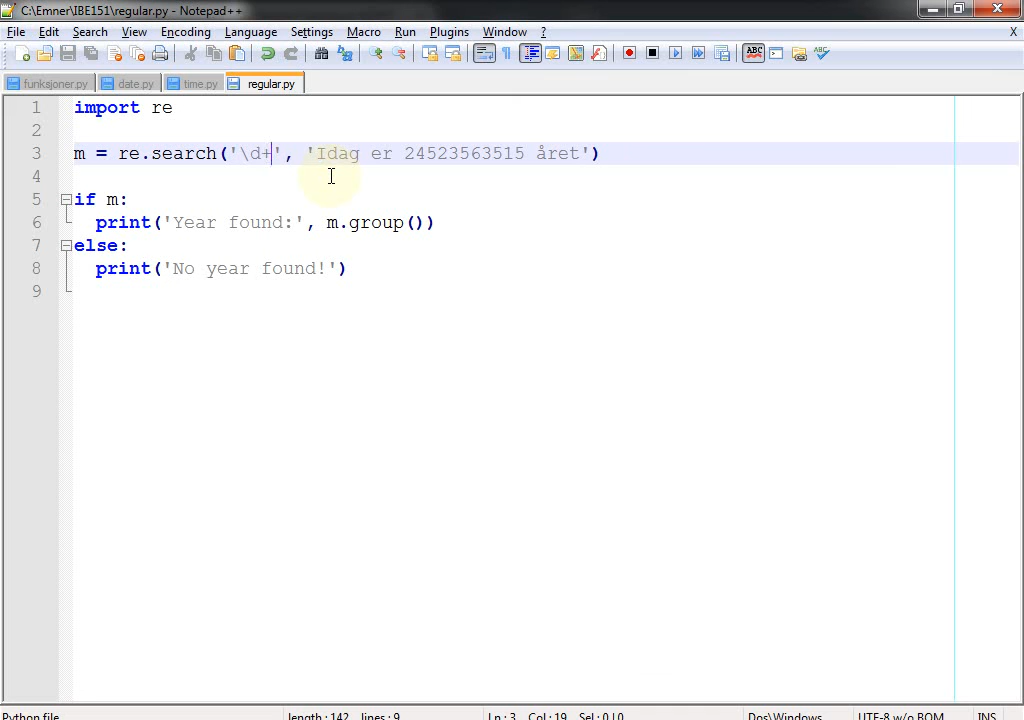 C:\Emner\IBE151\regular.py - Notepad++
File Edit Search View Encoding Language Settings Macro Run Plugins Window ? X
funksjoner.py date.py time.py regular.py
1 import re
2
3 m = re.search('\d+', 'Idag er 24523563515 året')
4
5 if m:
6 print('Year found:', m.group())
7 else:
8 print('No year found!')
9
Python file length : 142 lines : 9 Ln : 3 Col : 19 Sel : 0 | 0 Dos\Windows UTF-8 w/o BOM INS